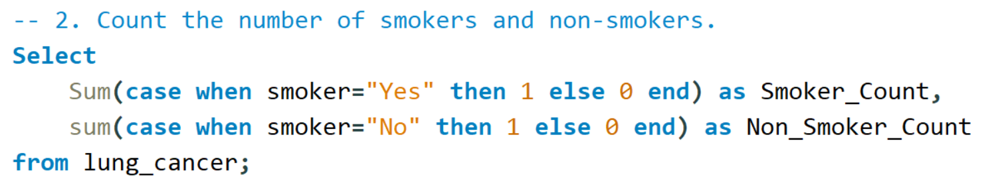 -- 2. Count the number of smokers and non-smokers.
Select
    Sum(case when smoker="Yes" then 1 else 0 end) as Smoker_Count,
    sum(case when smoker="No" then 1 else 0 end) as Non_Smoker_Count
from lung_cancer;